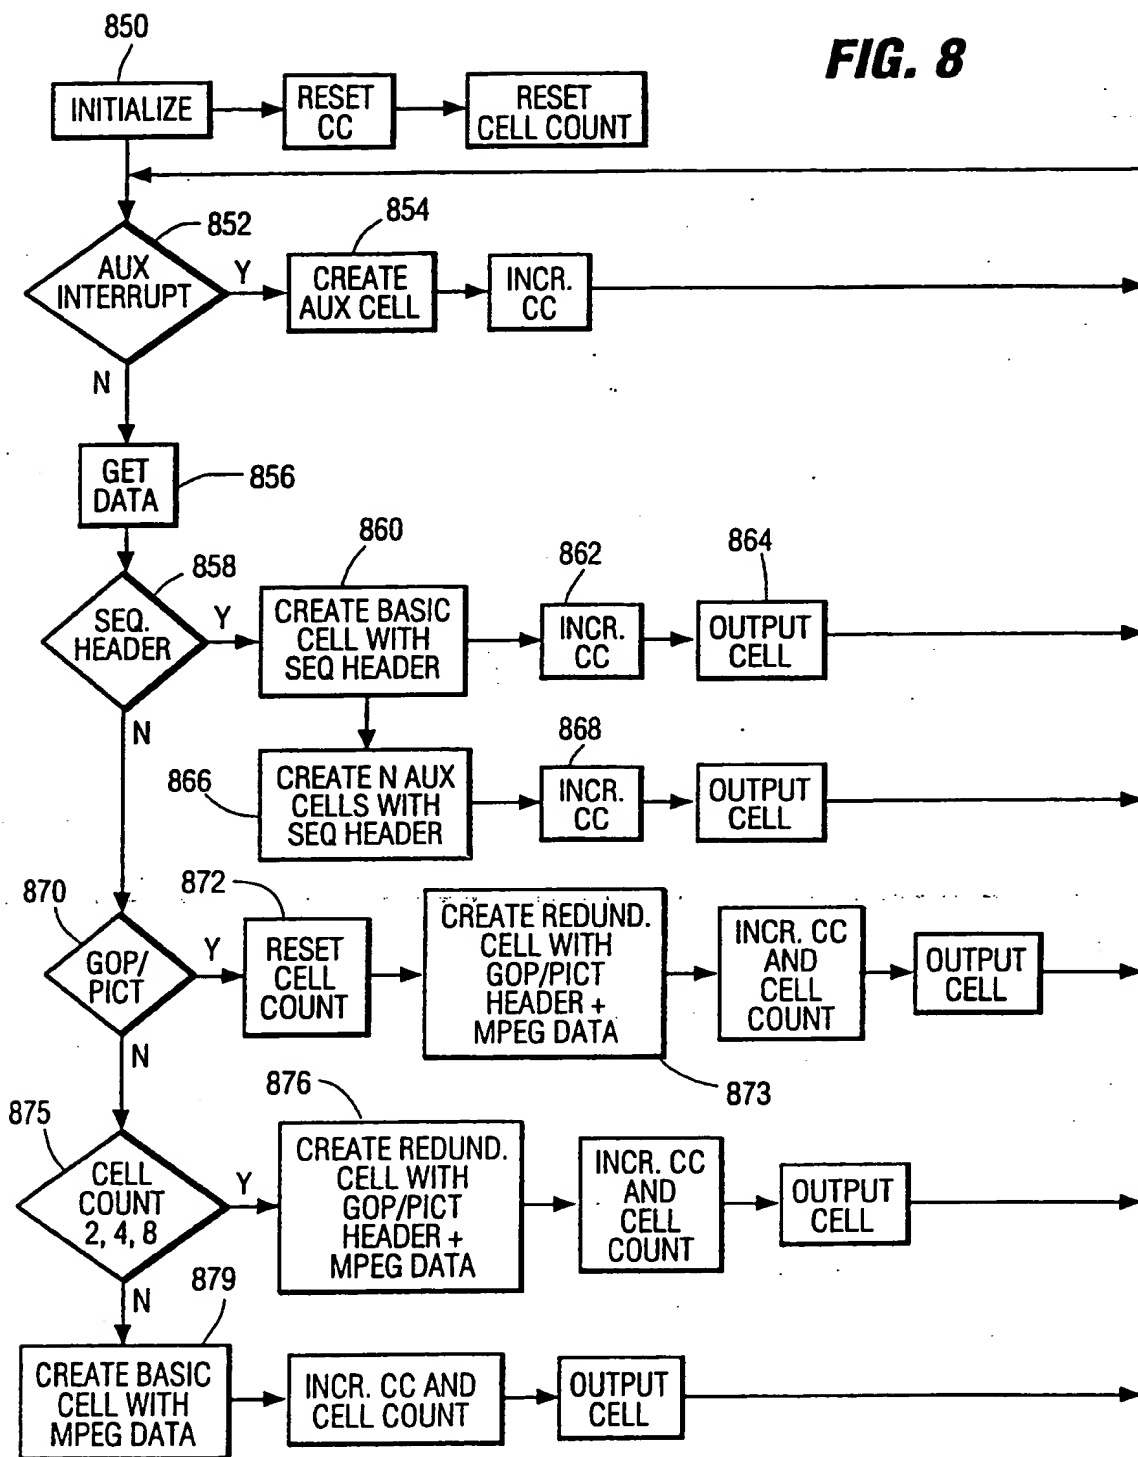 850
FIG. 8
INITIALIZE
RESET
CC
RESET
CELL COUNT
852
854
AUX
INTERRUPT
Y
CREATE
AUX CELL
INCR.
CC
N
GET
DATA
856
858
860
862
864
SEQ.
HEADER
Y
CREATE BASIC
CELL WITH
SEQ HEADER
INCR.
CC
OUTPUT
CELL
N
866
CREATE N AUX
CELLS WITH
SEQ HEADER
868
INCR.
CC
OUTPUT
CELL
870
872
GOP/
PICT
Y
RESET
CELL
COUNT
CREATE REDUND.
CELL WITH
GOP/PICT
HEADER +
MPEG DATA
873
INCR. CC
AND
CELL
COUNT
OUTPUT
CELL
N
875
876
CELL
COUNT
2, 4, 8
Y
CREATE REDUND.
CELL WITH
GOP/PICT
HEADER +
MPEG DATA
INCR. CC
AND
CELL
COUNT
OUTPUT
CELL
N
879
CREATE BASIC
CELL WITH
MPEG DATA
INCR. CC AND
CELL COUNT
OUTPUT
CELL